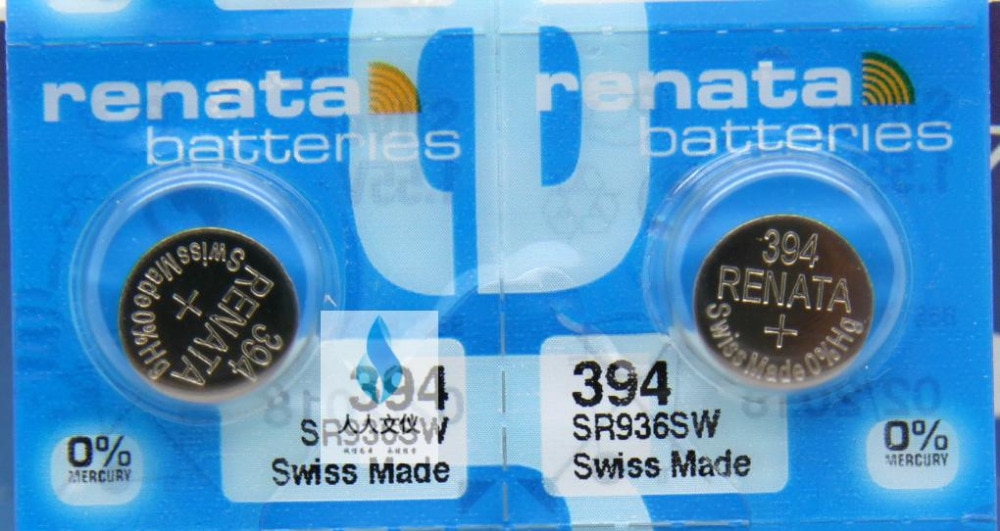 renata
batteries
renata
batteries
394
RENATA
+
Swiss Made 0% Hg
394
RENATA
+
Swiss Made 0% Hg
394
SR936SW
Swiss Made
人人文仪
394
SR936SW
Swiss Made
0%
MERCURY
0%
MERCURY